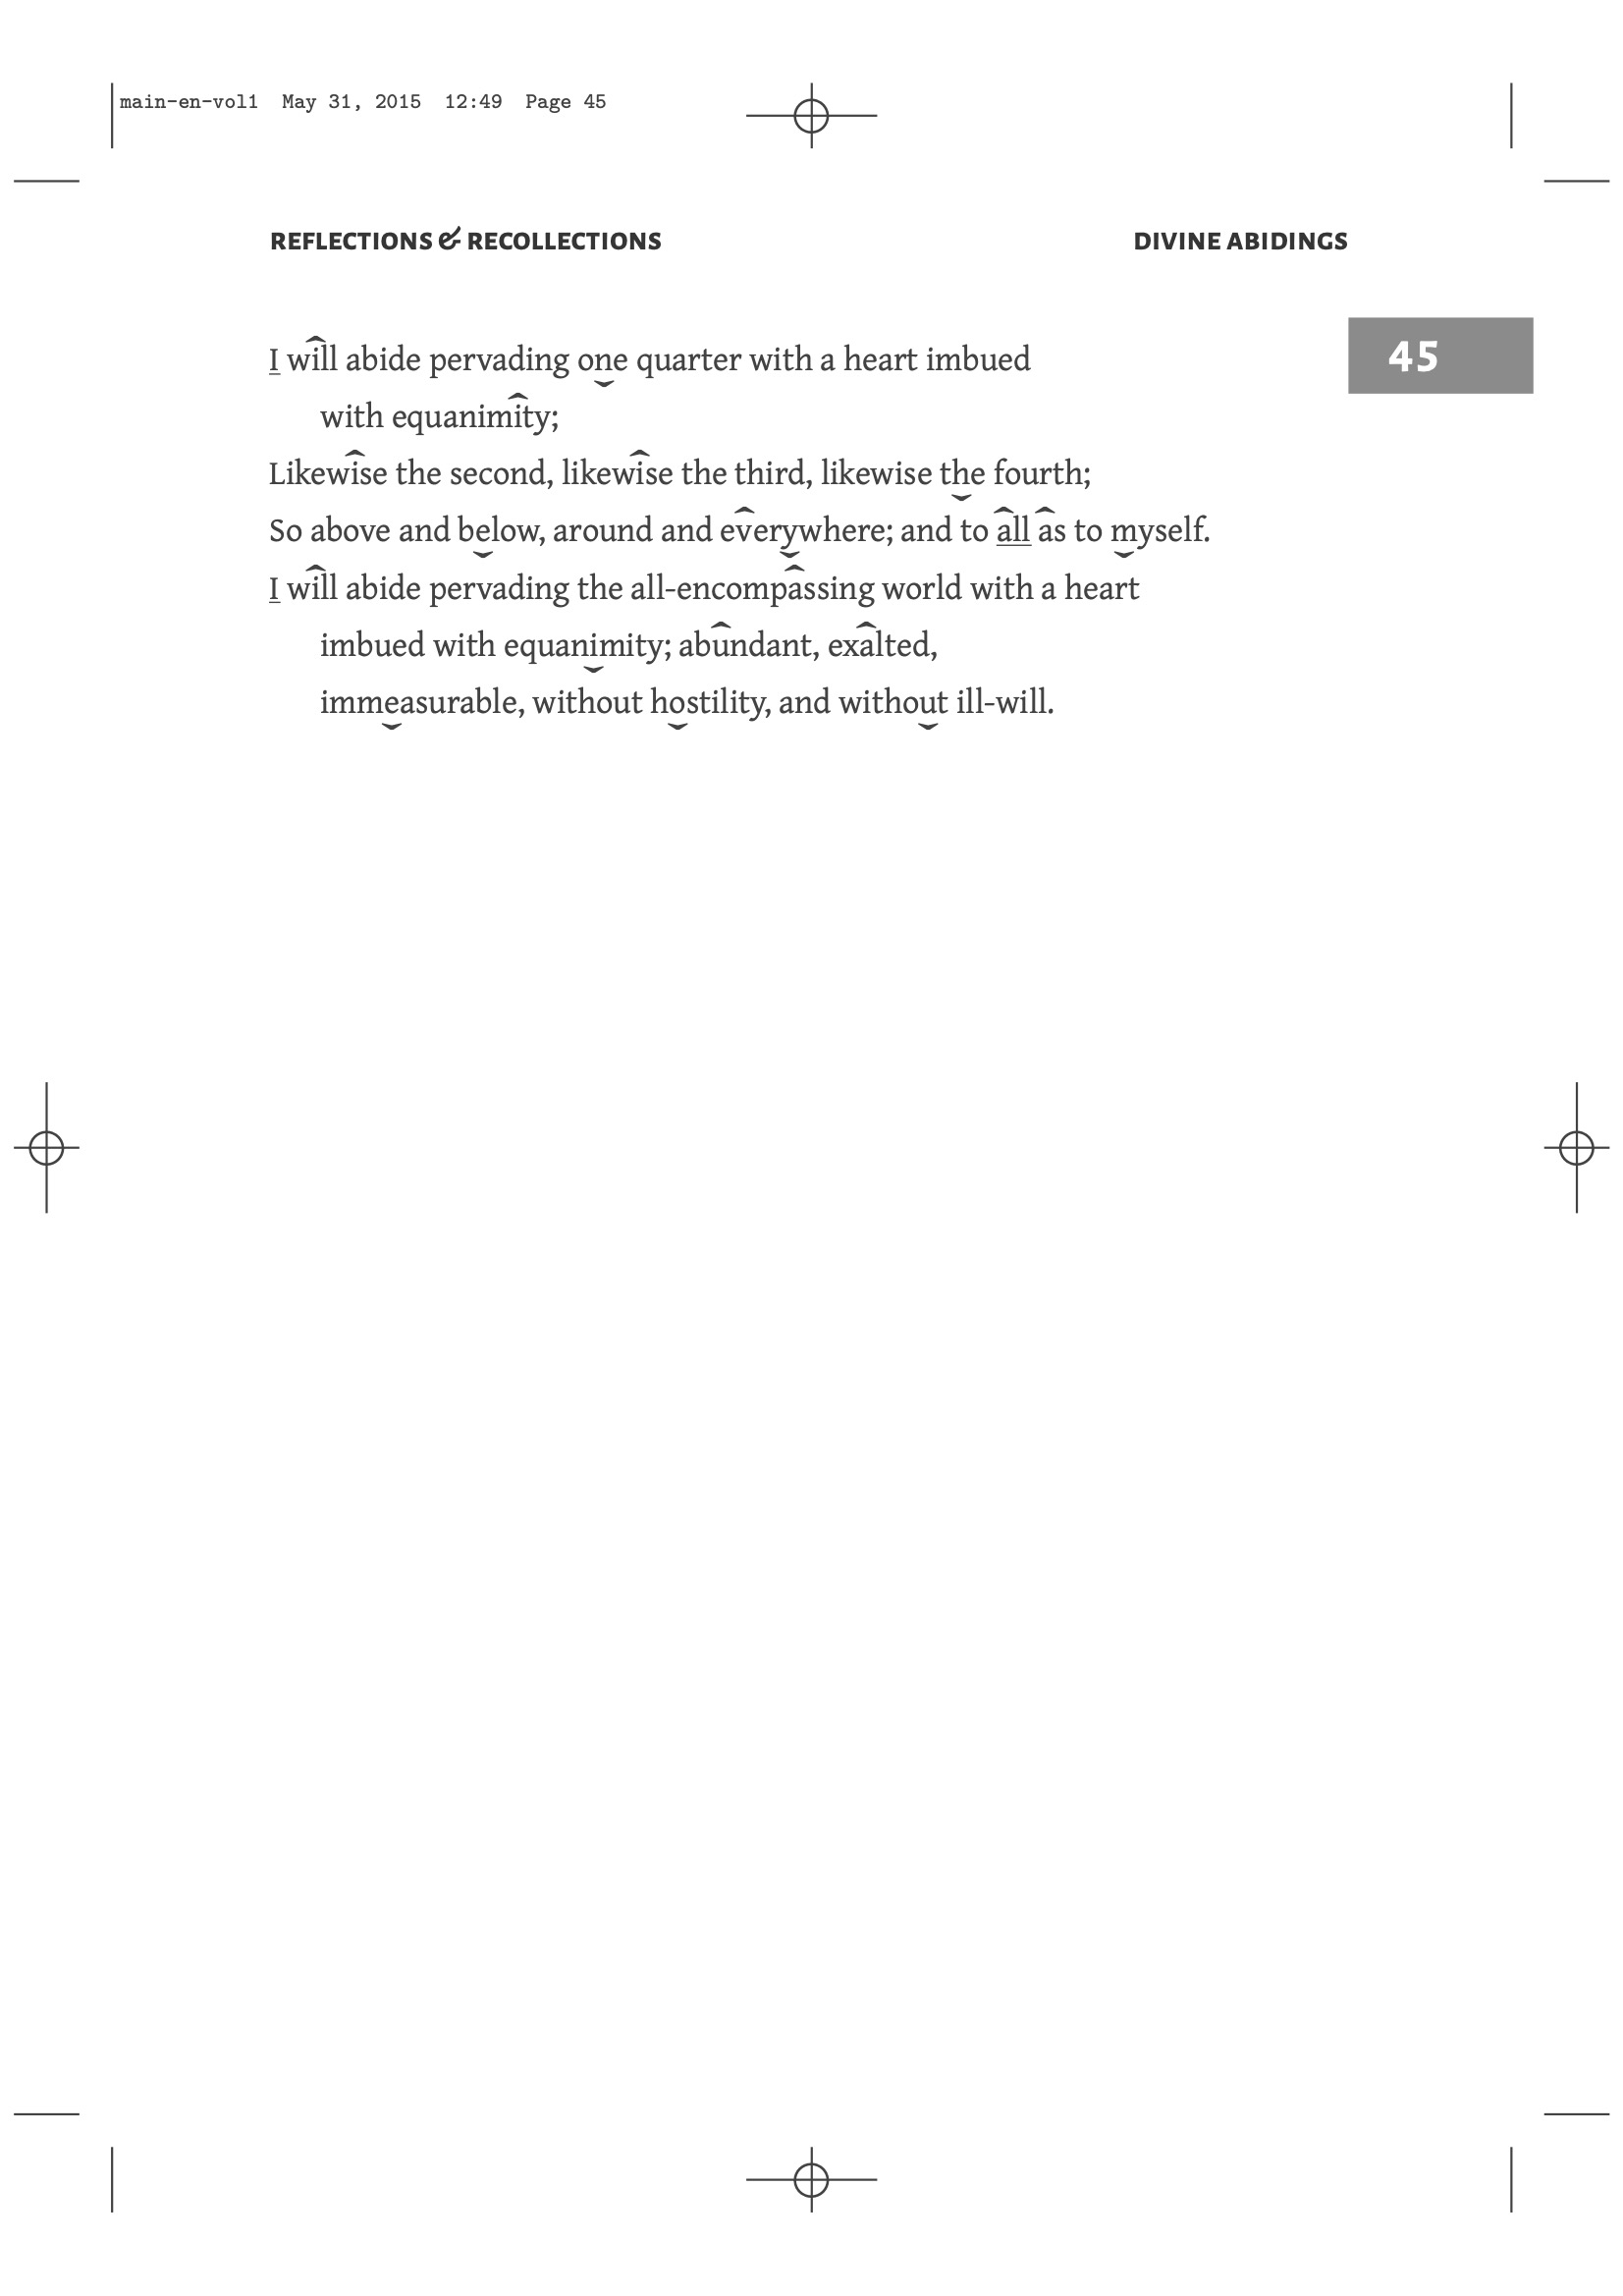 main-en-vol1 May 31, 2015 12:49 Page 45
REFLECTIONS & RECOLLECTIONS DIVINE ABIDINGS
45
I will abide pervading one quarter with a heart imbued
with equanimity;
Likewise the second, likewise the third, likewise the fourth;
So above and below, around and everywhere; and to all as to myself.
I will abide pervading the all-encompassing world with a heart
imbued with equanimity; abundant, exalted,
immeasurable, without hostility, and without ill-will.